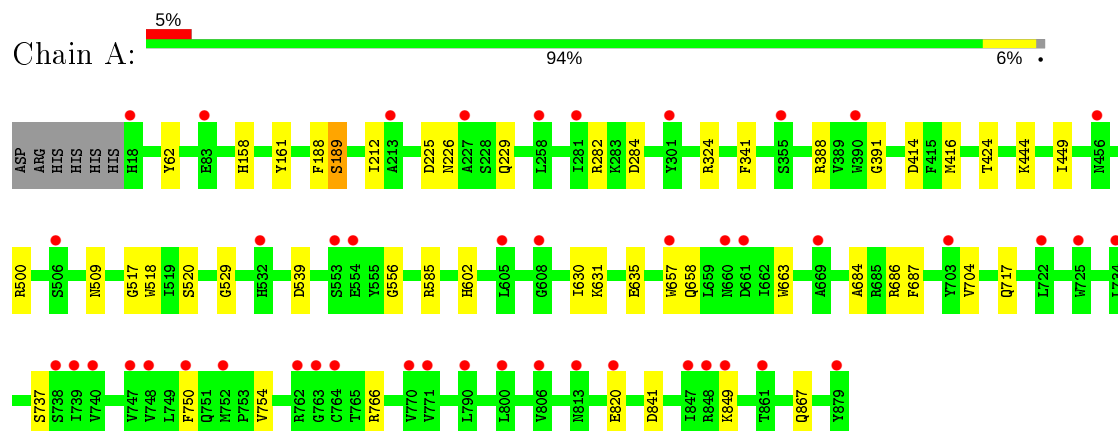 5%
Chain A:
94% 6% •
ASP ARG HIS HIS HIS HIS H18 Y62 E83 H158 Y161 F188 S189 I212 A213 D225 N226 A227 S228 Q229 L258 I281 R282 K283 D284 Y301 R324 F341 S355 R388 V389 W390 G391 D414 F415 M416 T424 K444 I449 N456
R500 S506 N509 G517 W518 I519 S520 G529 H532 D539 S553 E554 Y555 G556 R585 H602 L605 G608 I630 K631 E635 W657 Q658 L659 N660 D661 I662 W663 A669 A684 R685 R686 F687 Y703 V704 Q717 L722 W725 I734
S737 S738 I739 V740 V747 V748 L749 F750 Q751 M752 P753 V754 R762 G763 C764 T765 R766 V770 V771 L790 L800 V806 N813 E820 D841 I847 R848 K849 T861 Q867 Y879